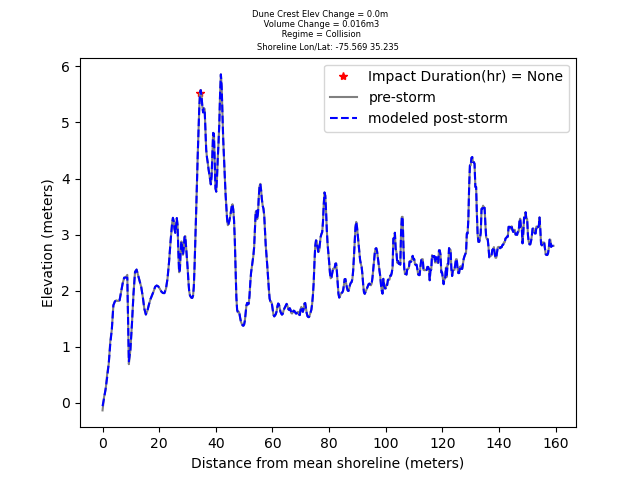 Dune Crest Elev Change = 0.0m
Volume Change = 0.016m3
Regime = Collision
Shoreline Lon/Lat: -75.569 35.235
Impact Duration(hr) = None
pre-storm
modeled post-storm
6
5
4
3
2
1
0
Elevation (meters)
0 20 40 60 80 100 120 140 160
Distance from mean shoreline (meters)